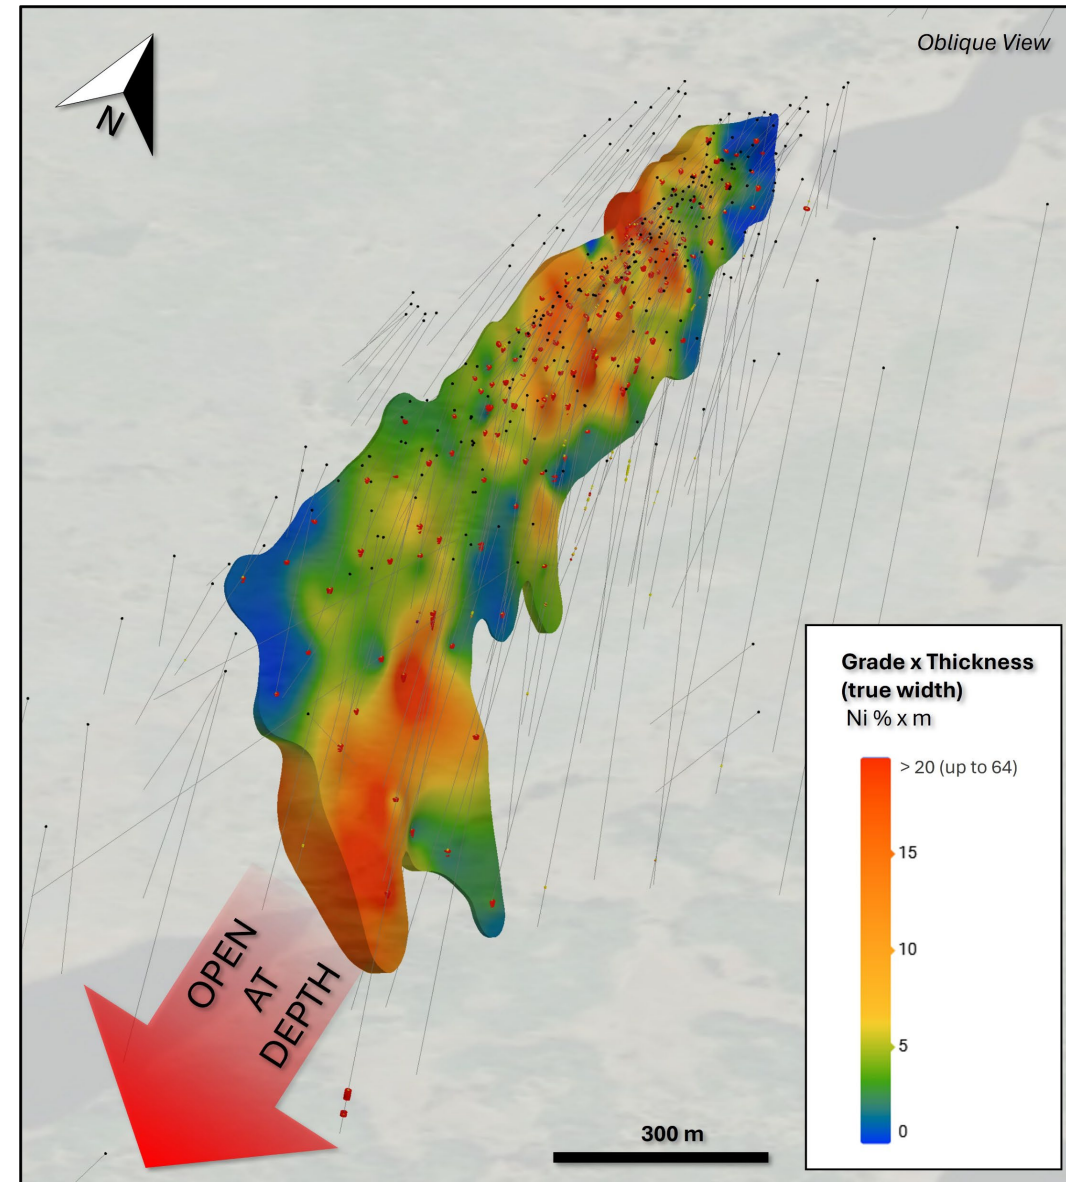 Oblique View
N
OPEN
AT
DEPTH
Grade x Thickness
(true width)
Ni % x m
> 20 (up to 64)
15
10
5
0
300 m